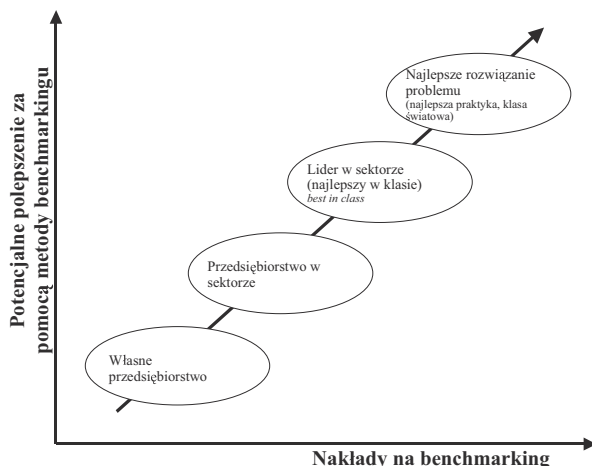 Potencjalne polepszenie za
pomocą metody benchmarkingu
Najlepsze rozwiązanie
problemu
(najlepsza praktyka, klasa
światowa)
Lider w sektorze
(najlepszy w klasie)
best in class
Przedsiębiorstwo w
sektorze
Własne
przedsiębiorstwo
Nakłady na benchmarking